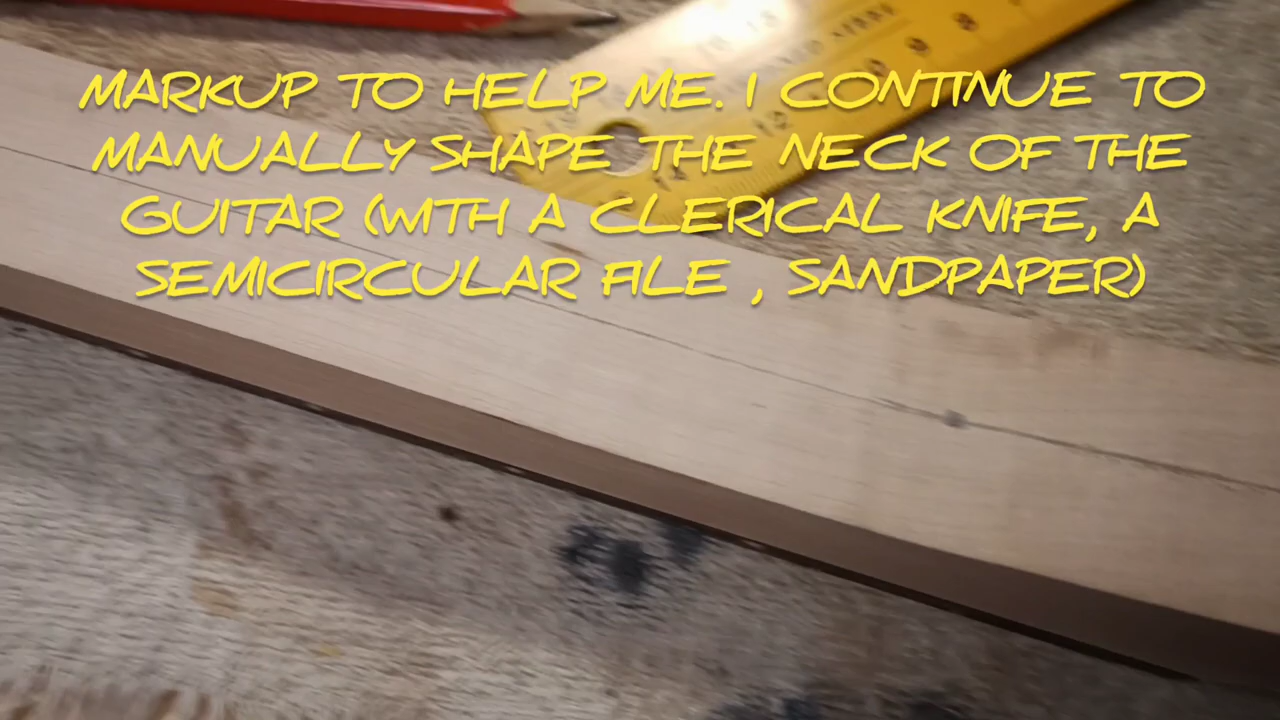 MARKUP TO HELP ME. I CONTINUE TO
MANUALLY SHAPE THE NECK OF THE
GUITAR (WITH A CLERICAL KNIFE, A
SEMICIRCULAR FILE , SANDPAPER)